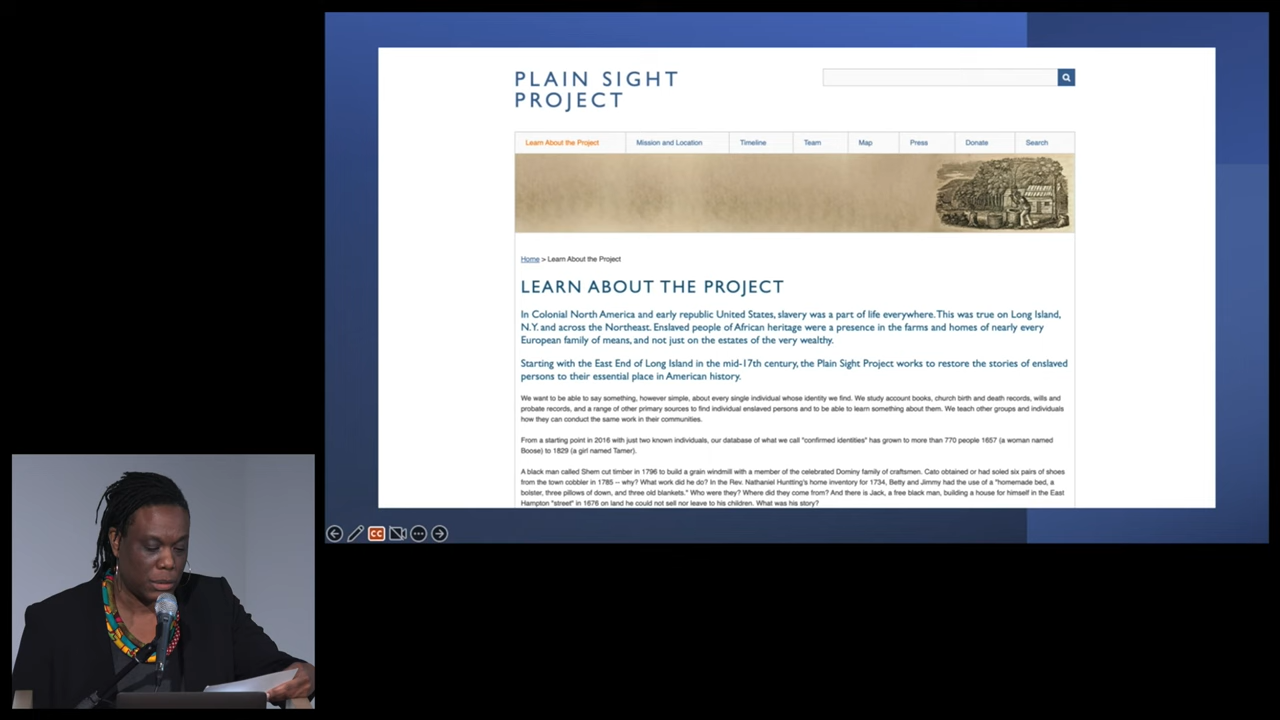 PLAIN SIGHT
PROJECT
Learn About the Project
Mission and Location
Timeline
Team
Map
Press
Donate
Search
Home > Learn About the Project
LEARN ABOUT THE PROJECT
In Colonial North America and early republic United States, slavery was a part of life everywhere. This was true on Long Island,
N.Y. and across the Northeast. Enslaved people of African heritage were a presence in the farms and homes of nearly every
European family of means, and not just on the estates of the very wealthy.
Starting with the East End of Long Island in the mid-17th century, the Plain Sight Project works to restore the stories of enslaved
persons to their essential place in American history.
We want to be able to say something, however simple, about every single individual whose identity we find. We study account books, church birth and death records, wills and
probate records, and a range of other primary sources to find individual enslaved persons and to be able to learn something about them. We teach other groups and individuals
how they can conduct the same work in their communities.
From a starting point in 2016 with just two known individuals, our database of what we call "confirmed identities" has grown to more than 770 people 1657 (a woman named
Boose) to 1829 (a girl named Tamer).
A black man called Shem cut timber in 1796 to build a grain windmill with a member of the celebrated Dominy family of craftsmen. Cato obtained or had soled six pairs of shoes
from the town cobbler in 1785 -- why? What work did he do? In the Rev. Nathaniel Huntting's home inventory for 1734, Betty and Jimmy had the use of a "homemade bed, a
bolster, three pillows of down, and three old blankets." Who were they? Where did they come from? And there is Jack, a free black man, building a house for himself in the East
Hampton "street" in 1676 on land he could not sell nor leave to his children. What was his story?
CC